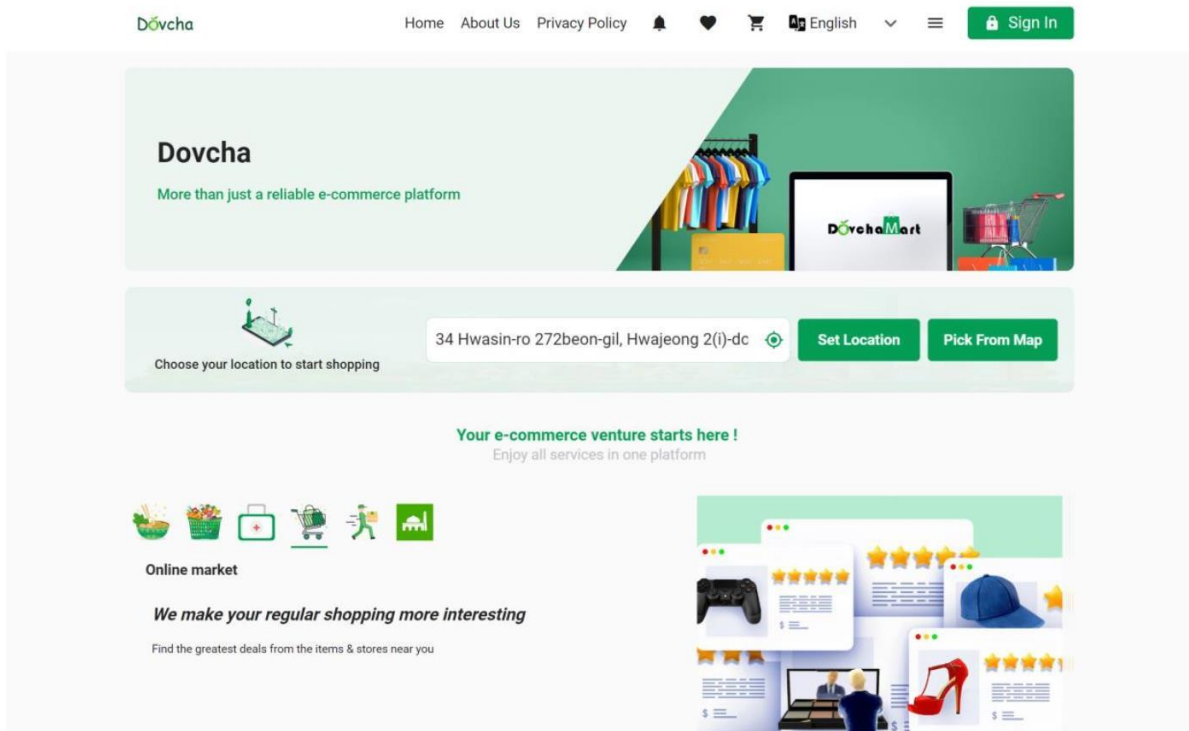 Dovcha
Home About Us Privacy Policy English Sign In
Dovcha
More than just a reliable e-commerce platform
DovchaMart
Choose your location to start shopping
34 Hwasin-ro 272beon-gil, Hwajeong 2(i)-dc
Set Location
Pick From Map
Your e-commerce venture starts here !
Enjoy all services in one platform
Online market
We make your regular shopping more interesting
Find the greatest deals from the items & stores near you